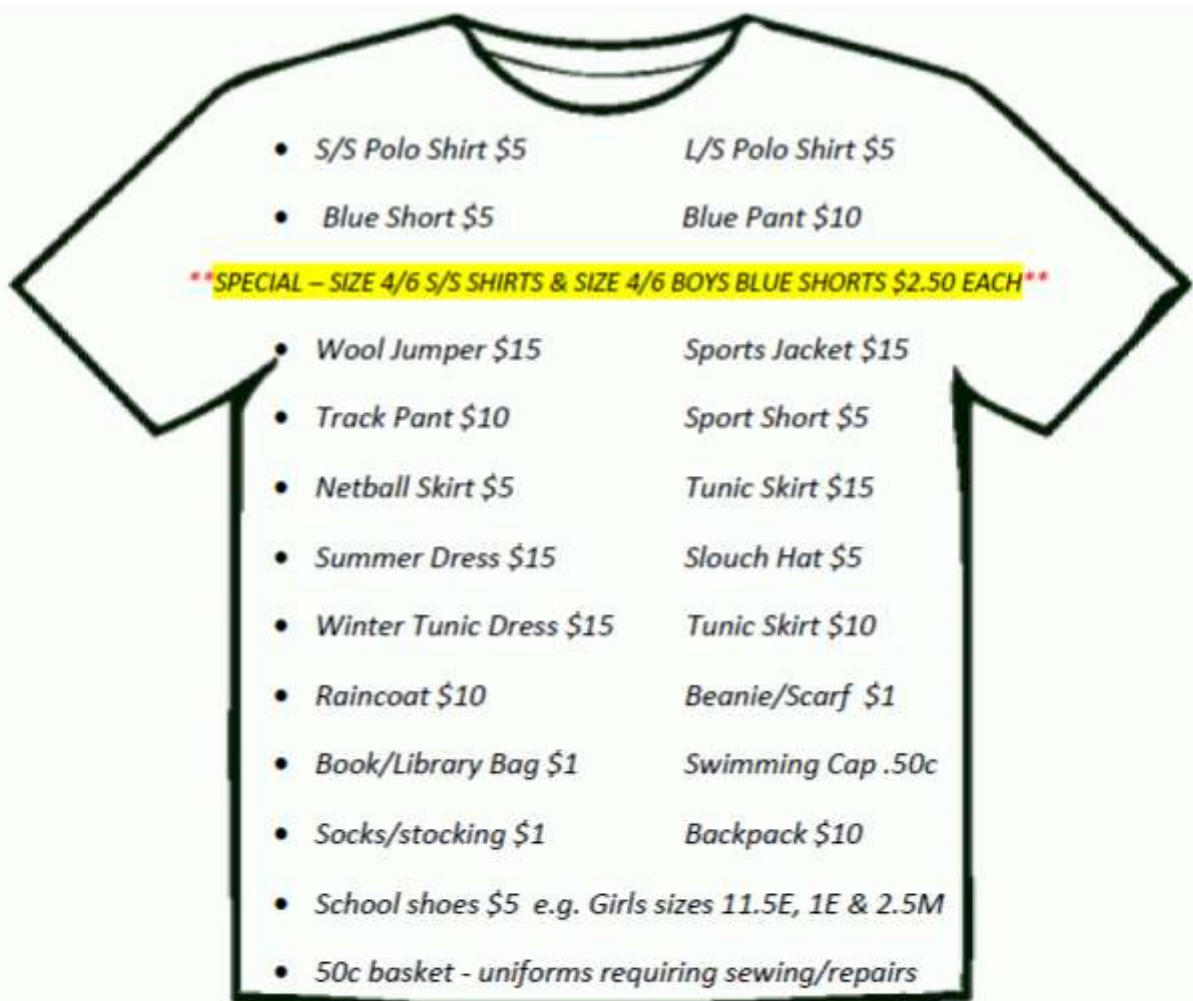 • S/S Polo Shirt $5 L/S Polo Shirt $5
• Blue Short $5 Blue Pant $10
**SPECIAL – SIZE 4/6 S/S SHIRTS & SIZE 4/6 BOYS BLUE SHORTS $2.50 EACH**
• Wool Jumper $15 Sports Jacket $15
• Track Pant $10 Sport Short $5
• Netball Skirt $5 Tunic Skirt $15
• Summer Dress $15 Slouch Hat $5
• Winter Tunic Dress $15 Tunic Skirt $10
• Raincoat $10 Beanie/Scarf $1
• Book/Library Bag $1 Swimming Cap .50c
• Socks/stocking $1 Backpack $10
• School shoes $5 e.g. Girls sizes 11.5E, 1E & 2.5M
• 50c basket - uniforms requiring sewing/repairs